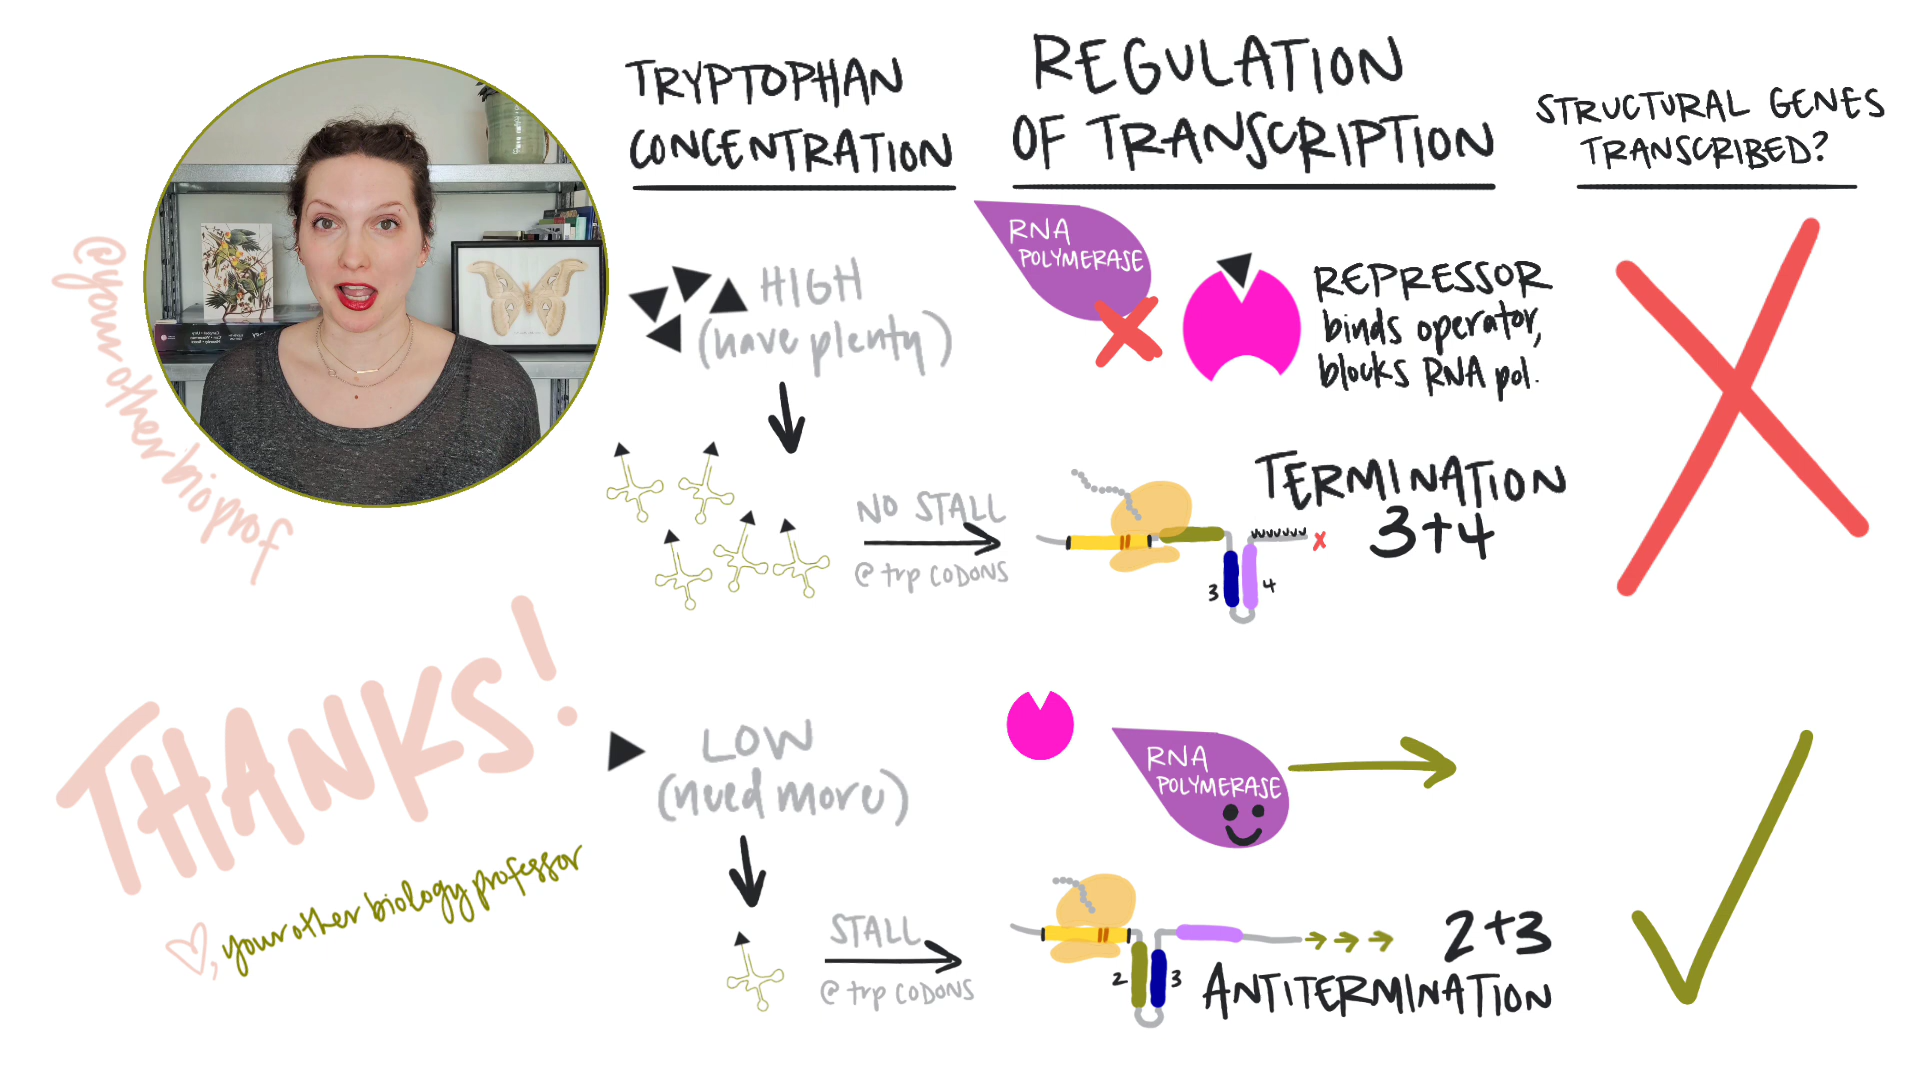 @yourotherbioprof
TRYPTOPHAN
CONCENTRATION
REGULATION
OF TRANSCRIPTION
STRUCTURAL GENES
TRANSCRIBED?
HIGH
(have plenty)
RNA
POLYMERASE
REPRESSOR
binds operator,
blocks RNA pol.
NO STALL
@ trp CODONS
3
4
TERMINATION
3+4
THANKS!
, your other biology professor
LOW
(need more)
RNA
POLYMERASE
STALL
@ trp CODONS
2
3
2+3
ANTITERMINATION